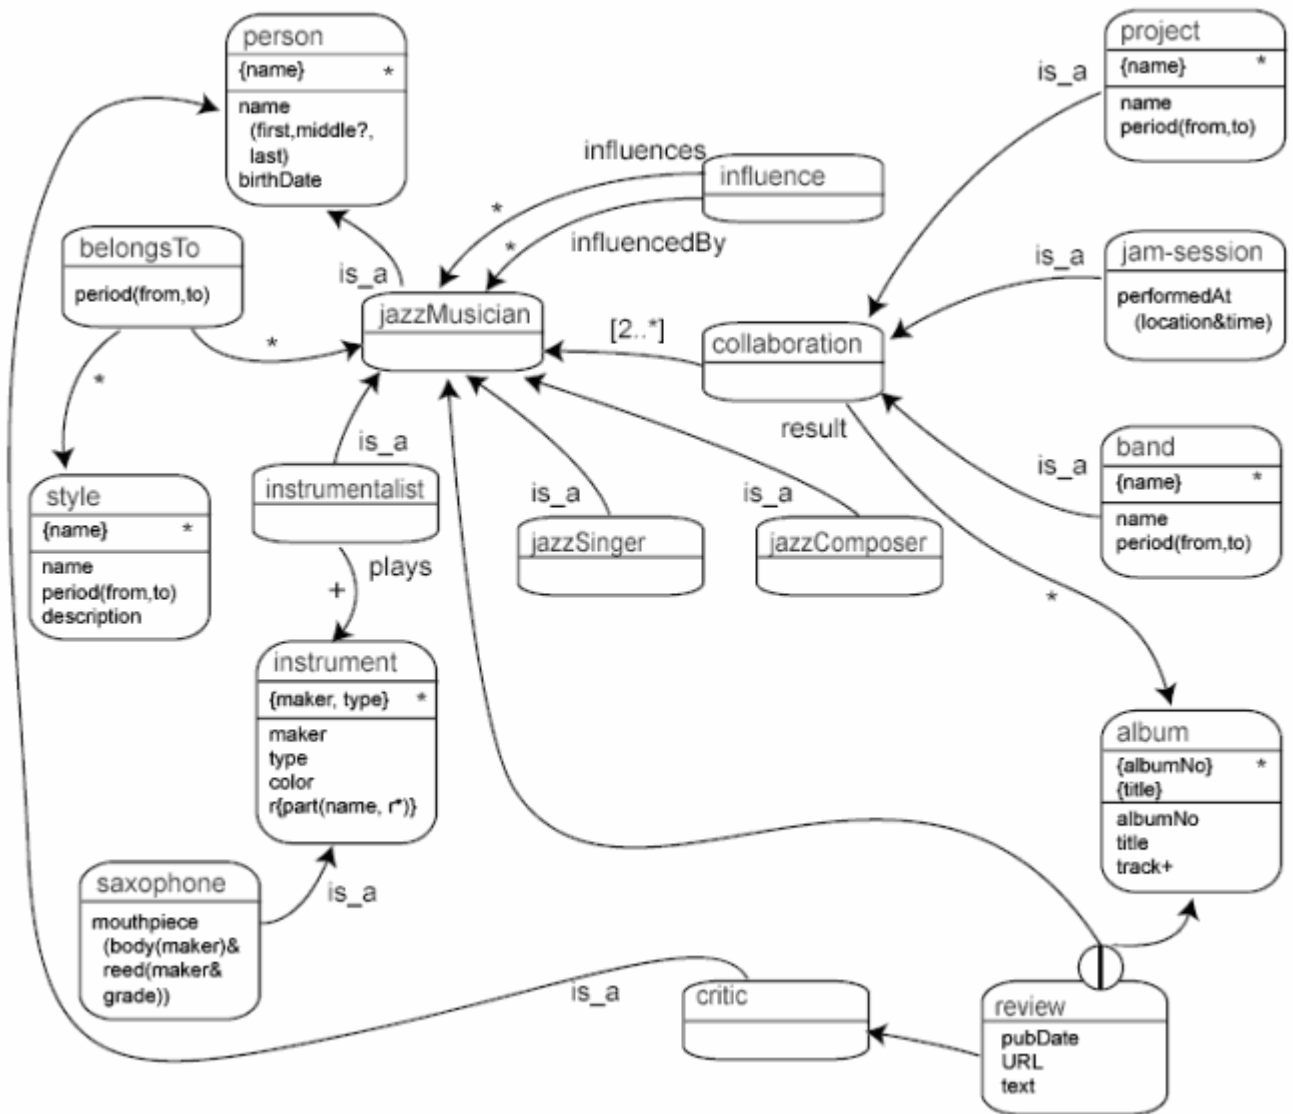 person
{name} *
name
(first,middle?,
last)
birthDate
project
{name} *
name
period(from,to)
is_a
influences
*
influence
*
influencedBy
belongsTo
period(from,to)
is_a
jazzMusician
*
*
[2..*]
collaboration
is_a
jam-session
performedAt
(location&time)
result
*
is_a
band
{name} *
name
period(from,to)
style
{name} *
name
period(from,to)
description
is_a
instrumentalist
is_a
jazzSinger
is_a
jazzComposer
plays
+
instrument
{maker, type} *
maker
type
color
r{part(name, r*)}
album
{albumNo} *
{title}
albumNo
title
track+
saxophone
mouthpiece
(body(maker)&
reed(maker&
grade))
is_a
is_a
critic
review
pubDate
URL
text